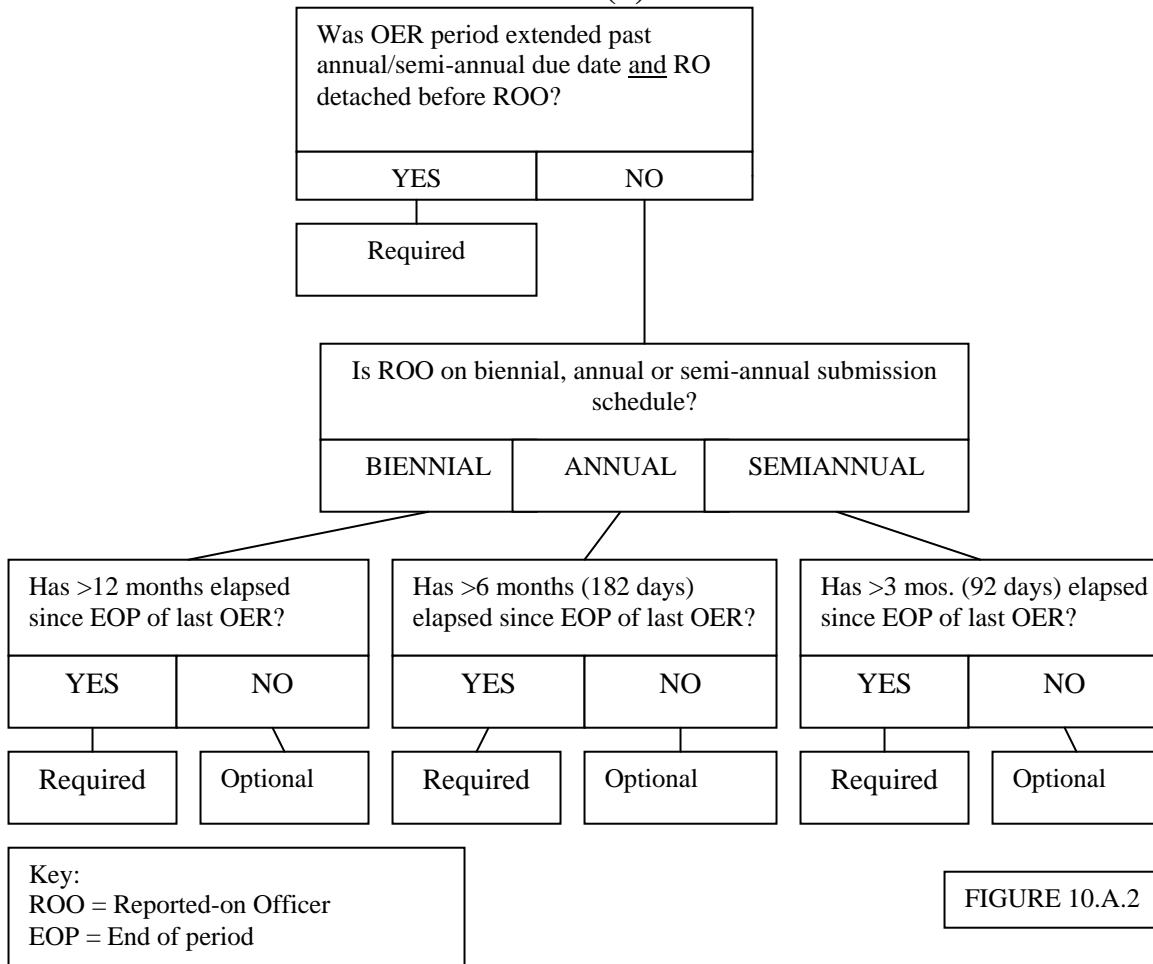 Was OER period extended past
annual/semi-annual due date and RO
detached before ROO?
YES
NO
Required
Is ROO on biennial, annual or semi-annual submission
schedule?
BIENNIAL
ANNUAL
SEMIANNUAL
Has >12 months elapsed
since EOP of last OER?
YES
NO
Required
Optional
Has >6 months (182 days)
elapsed since EOP of last OER?
YES
NO
Required
Optional
Has >3 mos. (92 days) elapsed
since EOP of last OER?
YES
NO
Required
Optional
Key:
ROO = Reported-on Officer
EOP = End of period
FIGURE 10.A.2